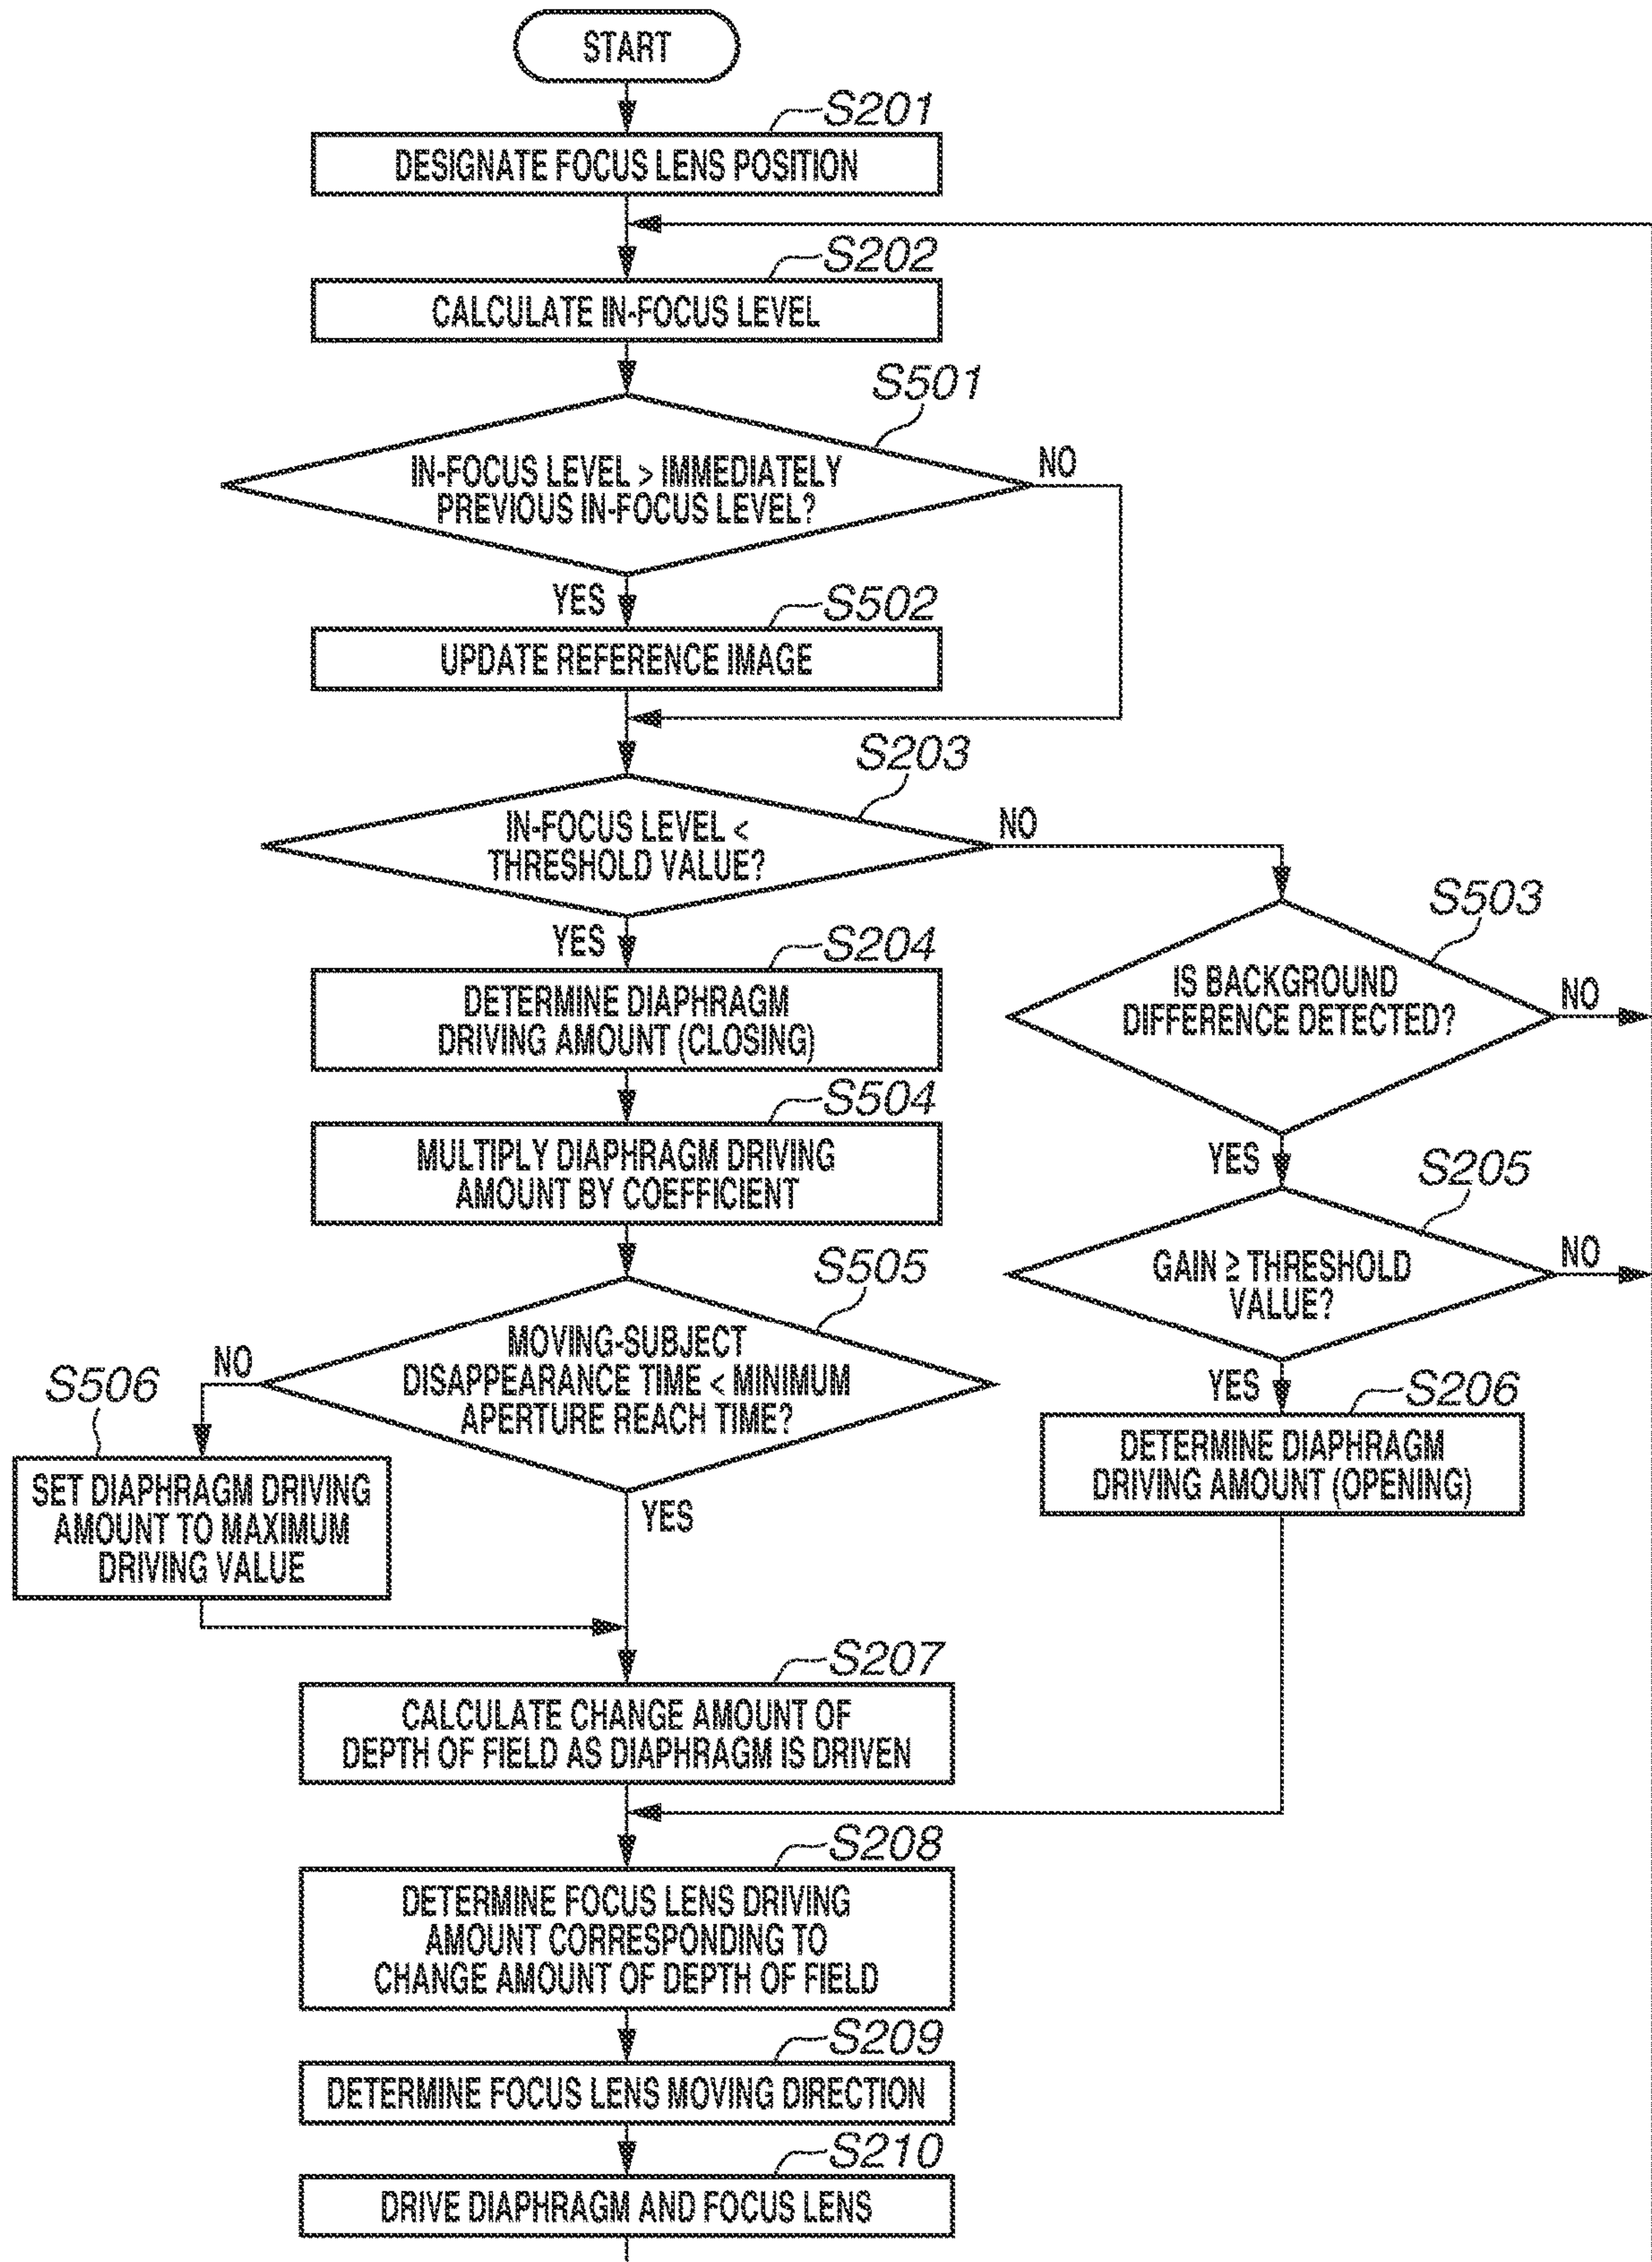 START
S201
DESIGNATE FOCUS LENS POSITION
S202
CALCULATE IN-FOCUS LEVEL
S501
IN-FOCUS LEVEL > IMMEDIATELY
PREVIOUS IN-FOCUS LEVEL?
NO
YES
S502
UPDATE REFERENCE IMAGE
S203
IN-FOCUS LEVEL <
THRESHOLD VALUE?
NO
YES
S503
IS BACKGROUND
DIFFERENCE DETECTED?
NO
YES
S204
DETERMINE DIAPHRAGM
DRIVING AMOUNT (CLOSING)
S504
MULTIPLY DIAPHRAGM DRIVING
AMOUNT BY COEFFICIENT
S205
GAIN ≥ THRESHOLD
VALUE?
NO
YES
S505
MOVING-SUBJECT
DISAPPEARANCE TIME < MINIMUM
APERTURE REACH TIME?
NO
YES
S506
SET DIAPHRAGM DRIVING
AMOUNT TO MAXIMUM
DRIVING VALUE
S206
DETERMINE DIAPHRAGM
DRIVING AMOUNT (OPENING)
S207
CALCULATE CHANGE AMOUNT OF
DEPTH OF FIELD AS DIAPHRAGM IS DRIVEN
S208
DETERMINE FOCUS LENS DRIVING
AMOUNT CORRESPONDING TO
CHANGE AMOUNT OF DEPTH OF FIELD
S209
DETERMINE FOCUS LENS MOVING DIRECTION
S210
DRIVE DIAPHRAGM AND FOCUS LENS